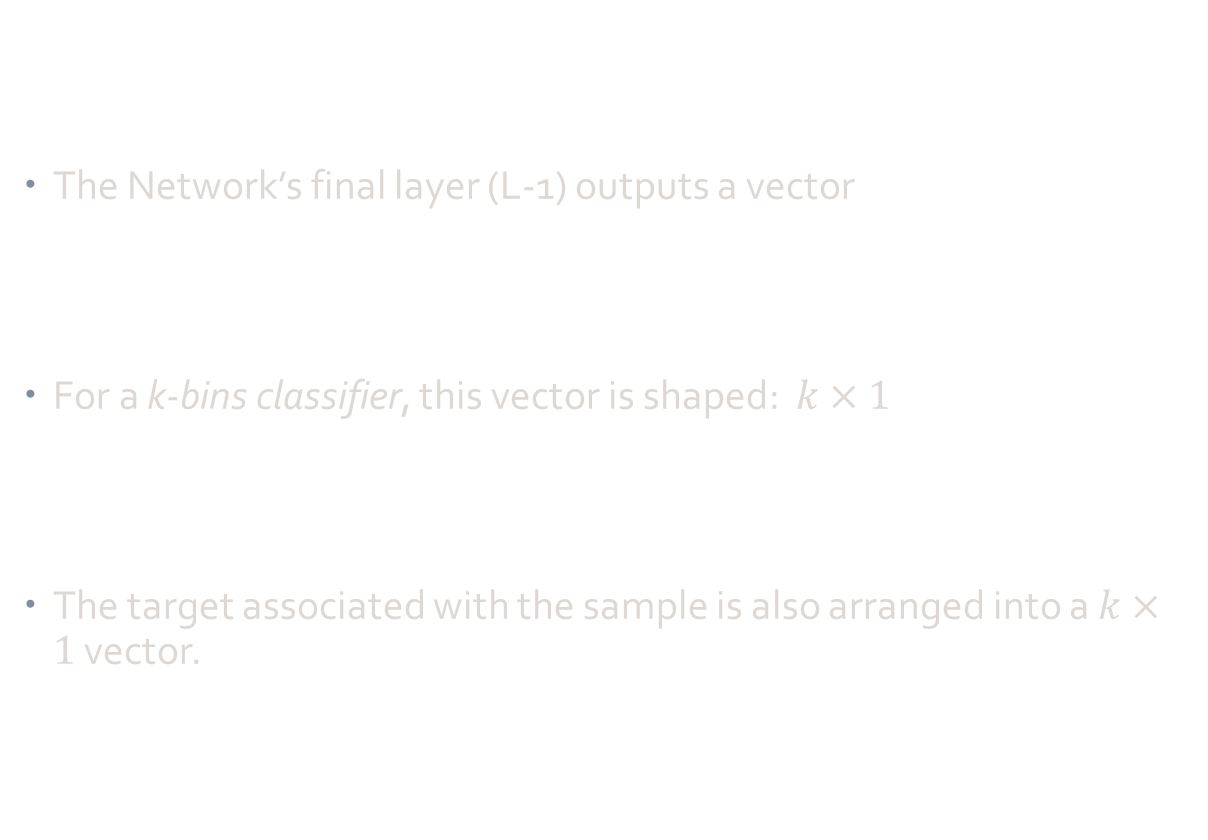 • The Network’s final layer (L-1) outputs a vector
• For a k-bins classifier, this vector is shaped: k × 1
• The target associated with the sample is also arranged into a k ×
1 vector.